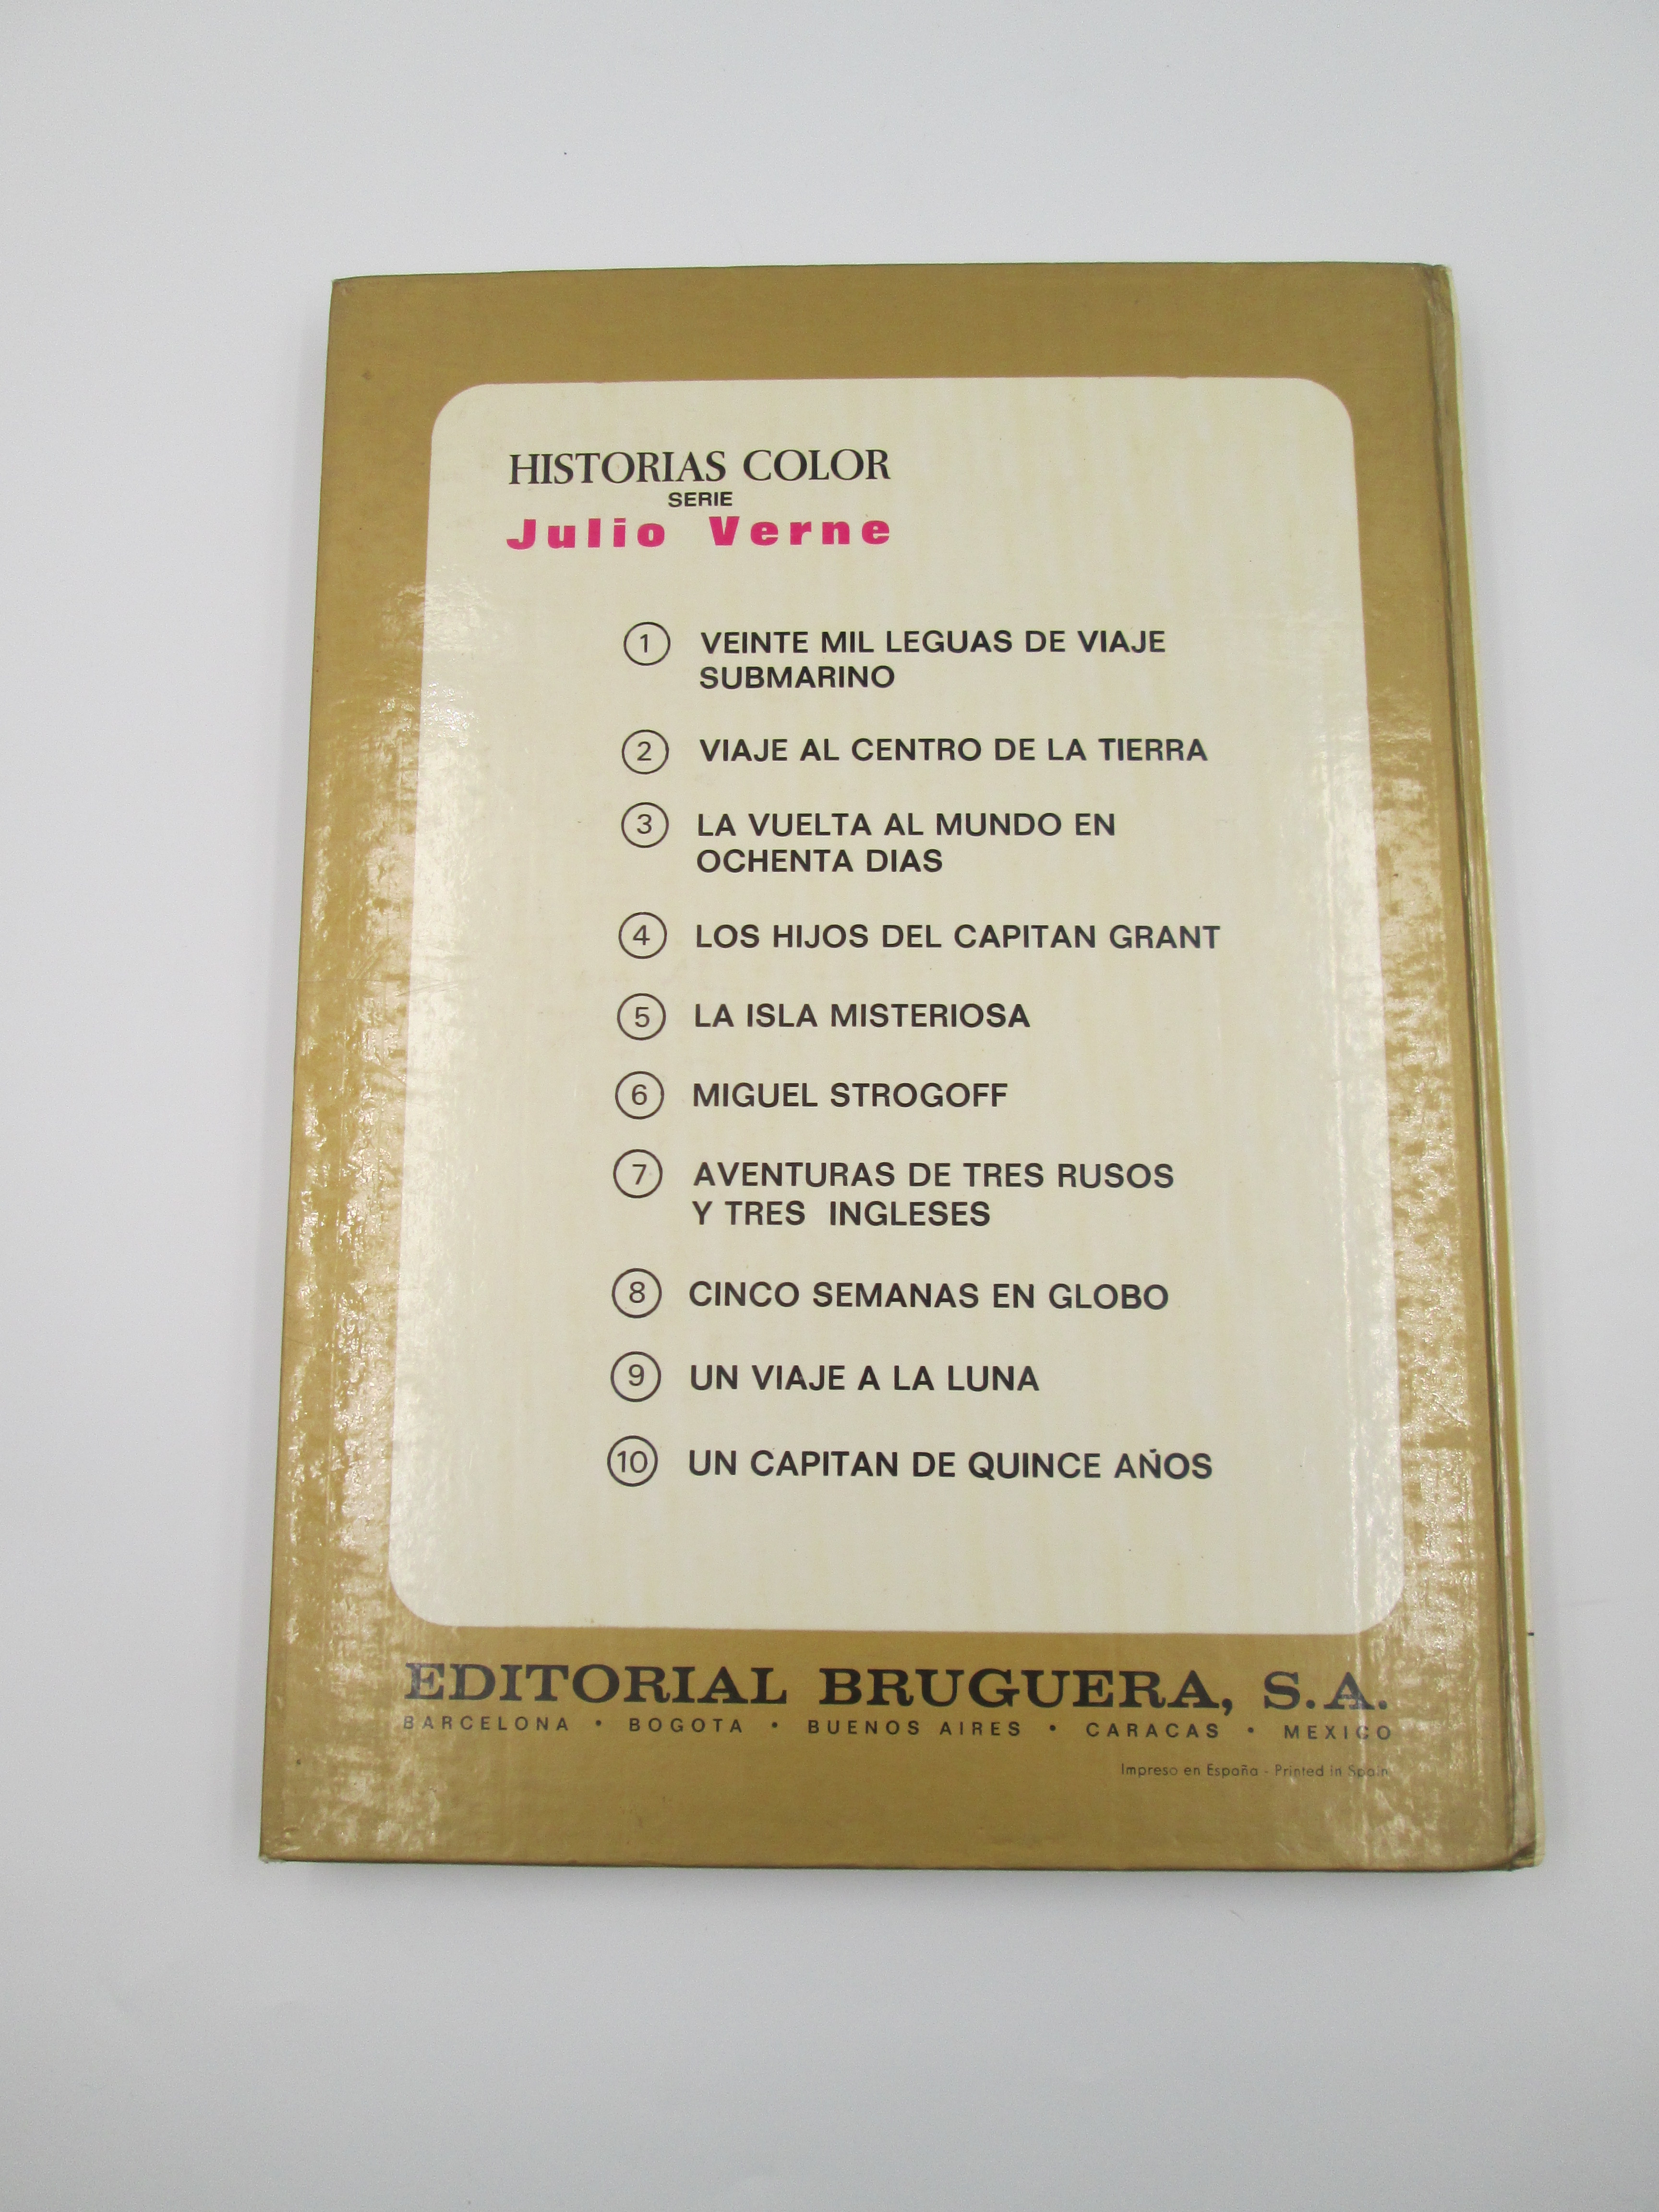 HISTORIAS COLOR
SERIE
Julio Verne
1 VEINTE MIL LEGUAS DE VIAJE
SUBMARINO
2 VIAJE AL CENTRO DE LA TIERRA
3 LA VUELTA AL MUNDO EN
OCHENTA DIAS
4 LOS HIJOS DEL CAPITAN GRANT
5 LA ISLA MISTERIOSA
6 MIGUEL STROGOFF
7 AVENTURAS DE TRES RUSOS
Y TRES INGLESES
8 CINCO SEMANAS EN GLOBO
9 UN VIAJE A LA LUNA
10 UN CAPITAN DE QUINCE AÑOS
EDITORIAL BRUGUERA, S.A.
BARCELONA • BOGOTA • BUENOS AIRES • CARACAS • MEXICO
Impreso en España - Printed in Spain